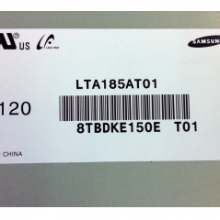 US
SAMSUNG
LTA185AT01
120
8TBDKE150E T01
CHINA